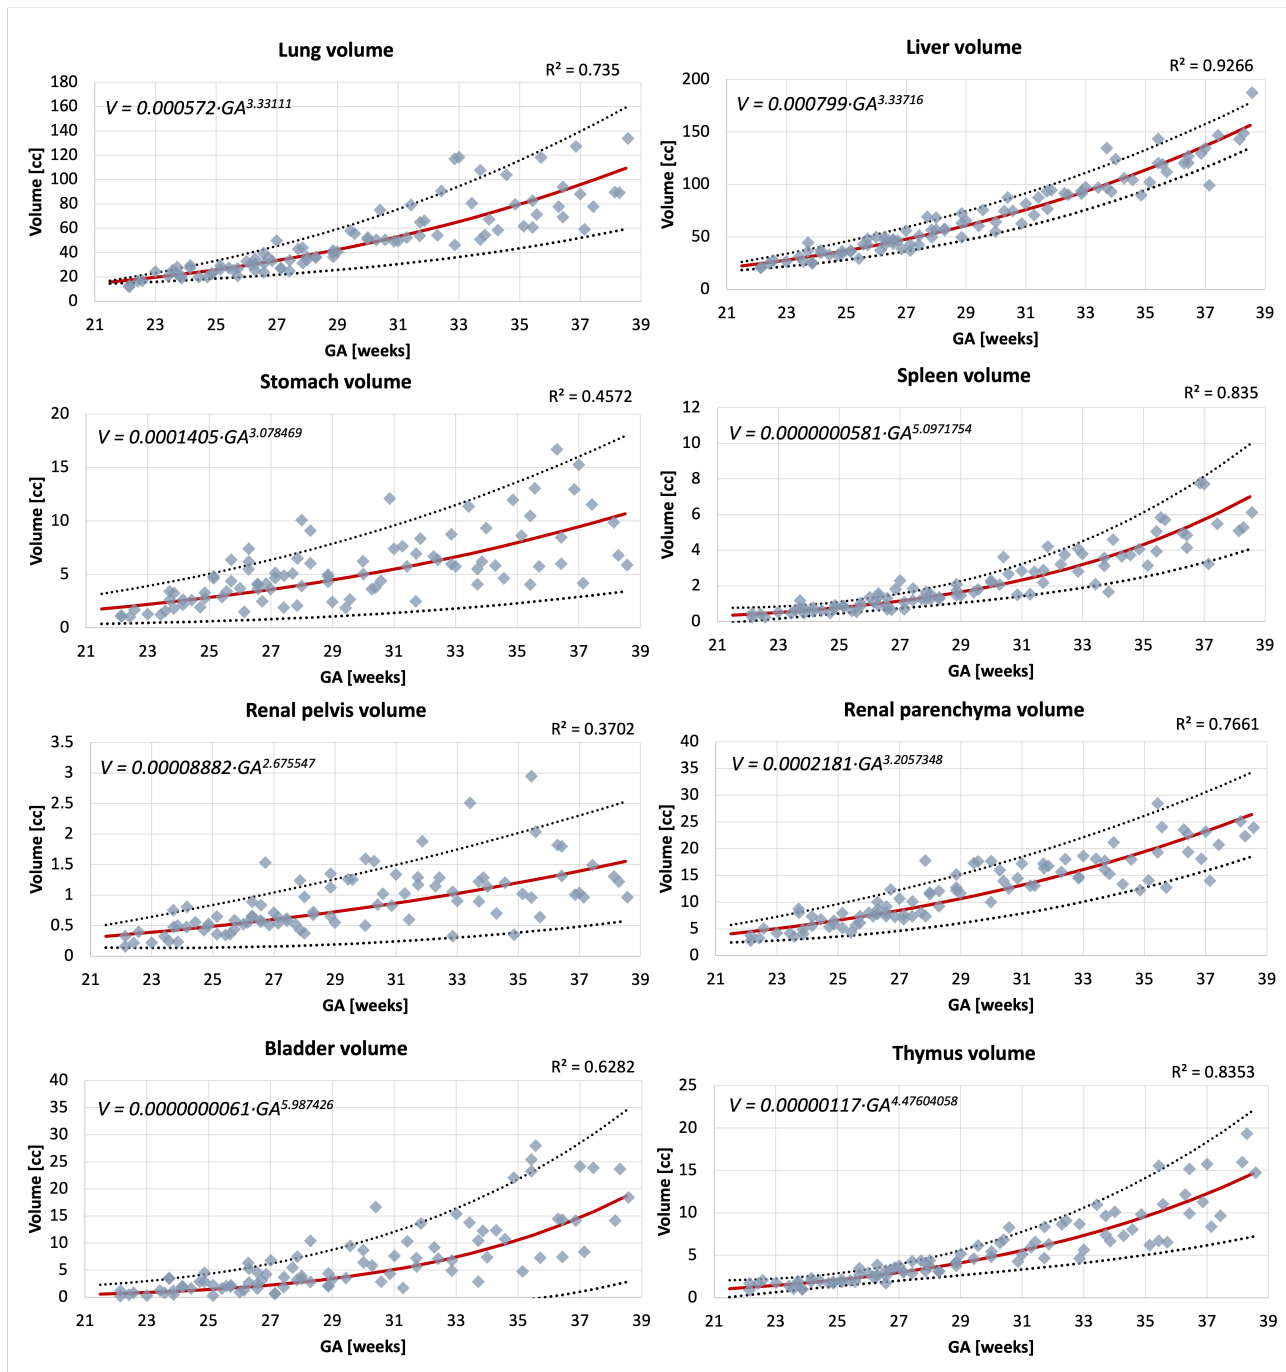 Lung volume
R² = 0.735
V = 0.000572·GA^3.33111
Volume [cc]
180
160
140
120
100
80
60
40
20
0
21 23 25 27 29 31 33 35 37 39
GA [weeks]
Liver volume
R² = 0.9266
V = 0.000799·GA^3.33716
Volume [cc]
200
150
100
50
0
21 23 25 27 29 31 33 35 37 39
GA [weeks]
Stomach volume
R² = 0.4572
V = 0.0001405·GA^3.078469
Volume [cc]
20
15
10
5
0
21 23 25 27 29 31 33 35 37 39
GA [weeks]
Spleen volume
R² = 0.835
V = 0.0000000581·GA^5.0971754
Volume [cc]
12
10
8
6
4
2
0
21 23 25 27 29 31 33 35 37 39
GA [weeks]
Renal pelvis volume
R² = 0.3702
V = 0.00008882·GA^2.675547
Volume [cc]
3.5
3
2.5
2
1.5
1
0.5
0
21 23 25 27 29 31 33 35 37 39
GA [weeks]
Renal parenchyma volume
R² = 0.7661
V = 0.0002181·GA^3.2057348
Volume [cc]
40
35
30
25
20
15
10
5
0
21 23 25 27 29 31 33 35 37 39
GA [weeks]
Bladder volume
R² = 0.6282
V = 0.0000000061·GA^5.987426
Volume [cc]
40
35
30
25
20
15
10
5
0
21 23 25 27 29 31 33 35 37 39
GA [weeks]
Thymus volume
R² = 0.8353
V = 0.00000117·GA^4.47604058
Volume [cc]
25
20
15
10
5
0
21 23 25 27 29 31 33 35 37 39
GA [weeks]